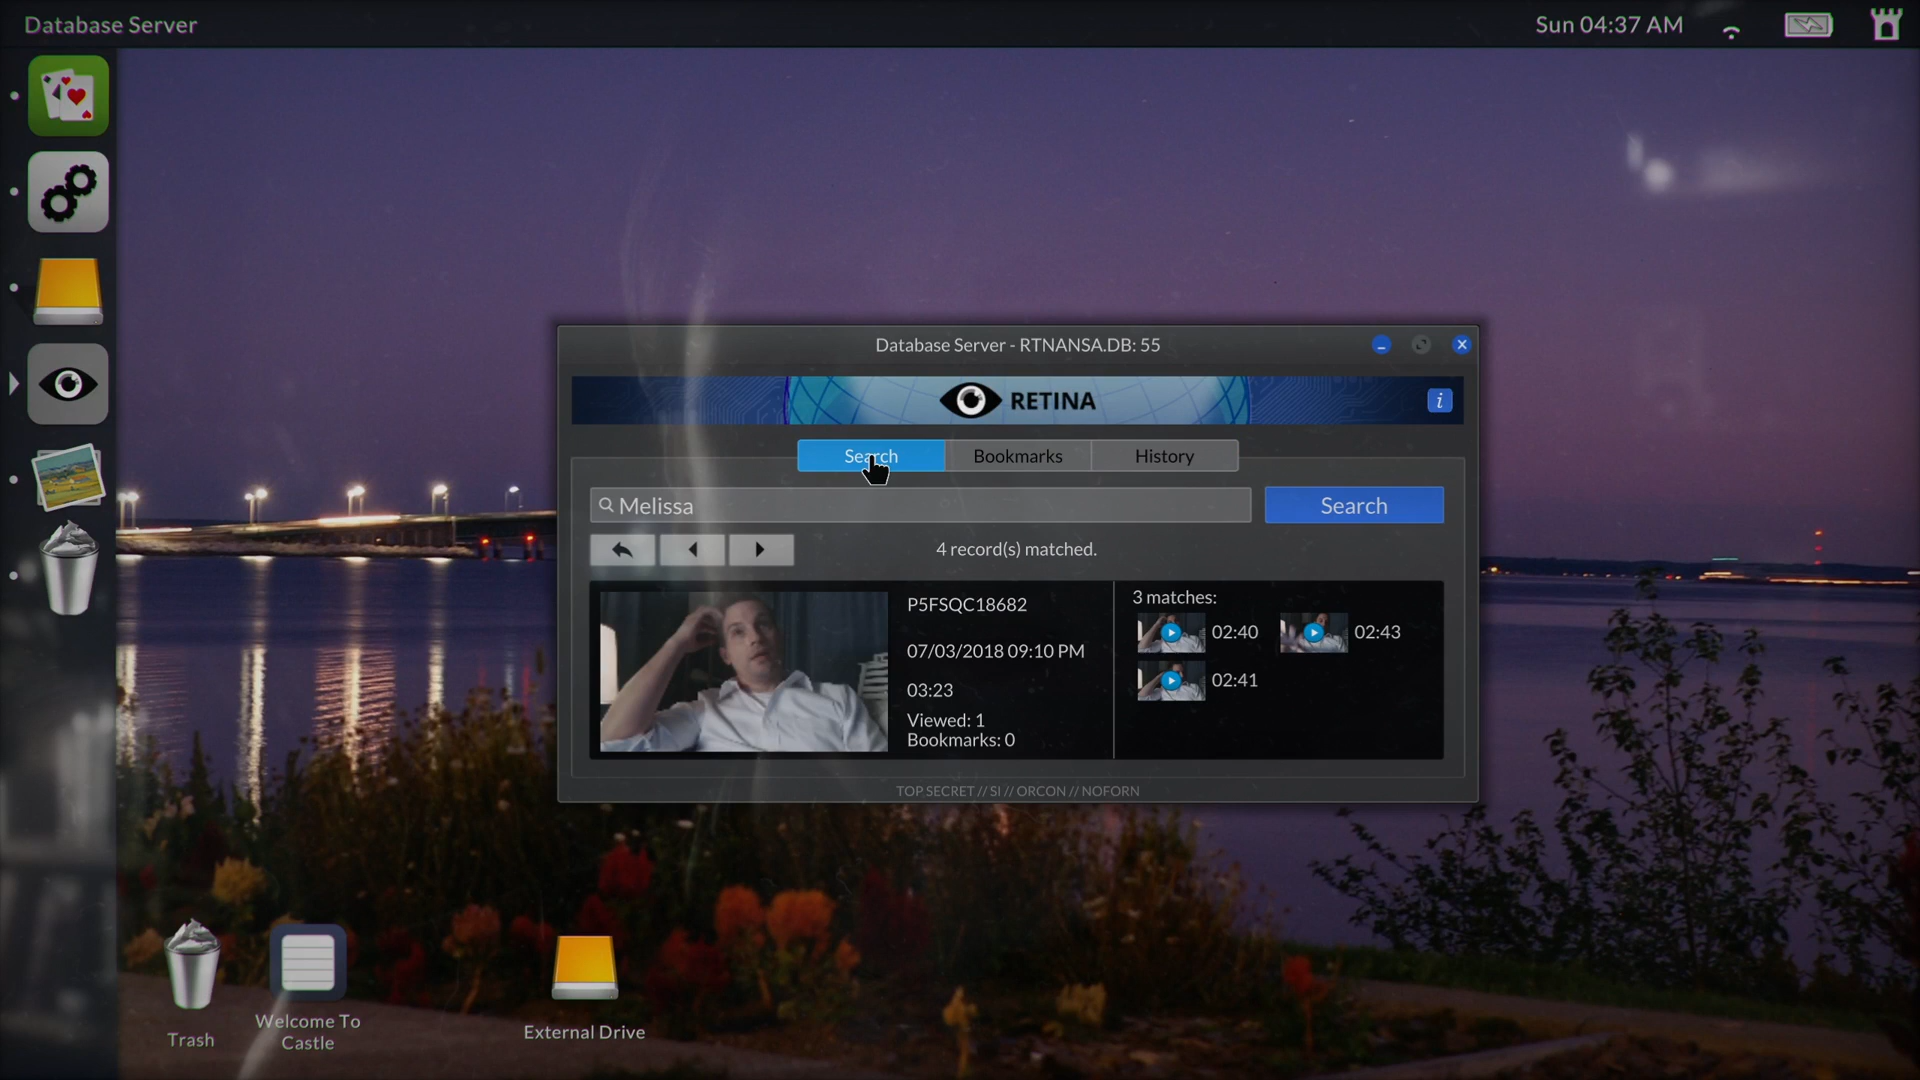 Database Server
Sun 04:37 AM
Database Server - RTNANSA.DB: 55
RETINA
i
Search
Bookmarks
History
Melissa
Search
4 record(s) matched.
P5FSQC18682
07/03/2018 09:10 PM
03:23
Viewed: 1
Bookmarks: 0
3 matches:
02:40
02:43
02:41
TOP SECRET // SI // ORCON // NOFORN
Trash
Welcome To
Castle
External Drive